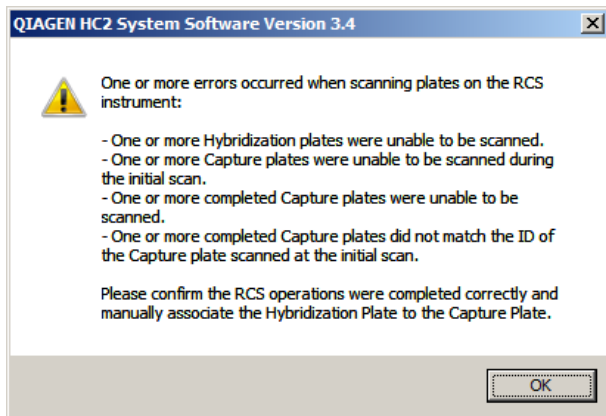 QIAGEN HC2 System Software Version 3.4
One or more errors occurred when scanning plates on the RCS
instrument:
- One or more Hybridization plates were unable to be scanned.
- One or more Capture plates were unable to be scanned during
the initial scan.
- One or more completed Capture plates were unable to be
scanned.
- One or more completed Capture plates did not match the ID of
the Capture plate scanned at the initial scan.
Please confirm the RCS operations were completed correctly and
manually associate the Hybridization Plate to the Capture Plate.
OK